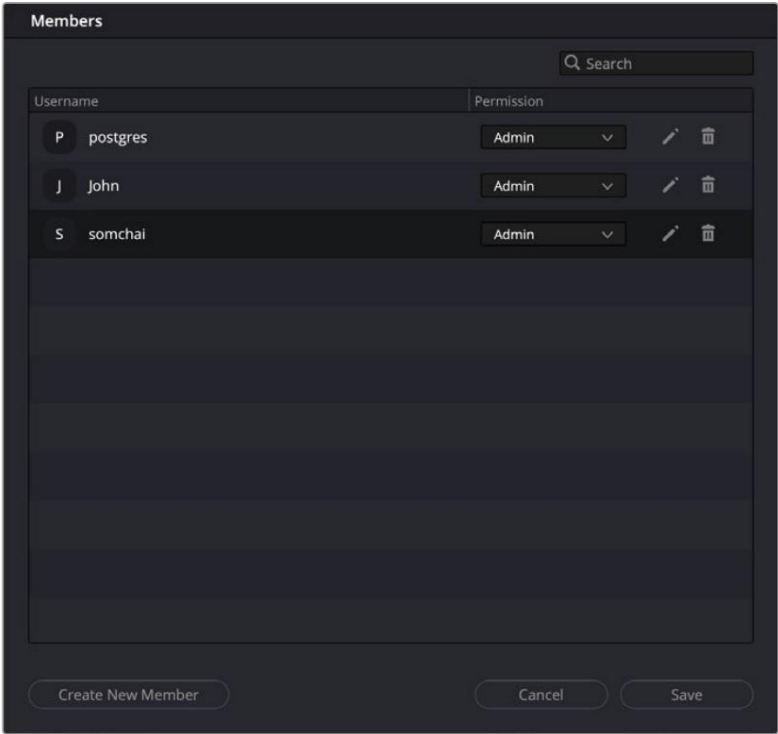 Members
Search
Username Permission
P postgres Admin
J John Admin
S somchai Admin
Create New Member Cancel Save